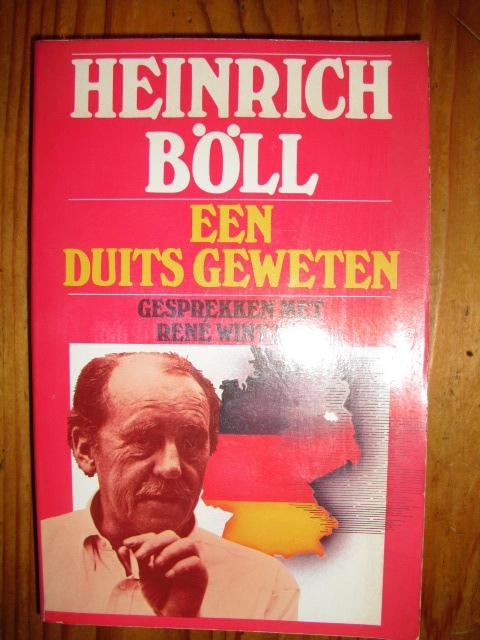 HEINRICH
BÖLL
EEN
DUITS GEWETEN
GESPREKKEN MET
RENÉ